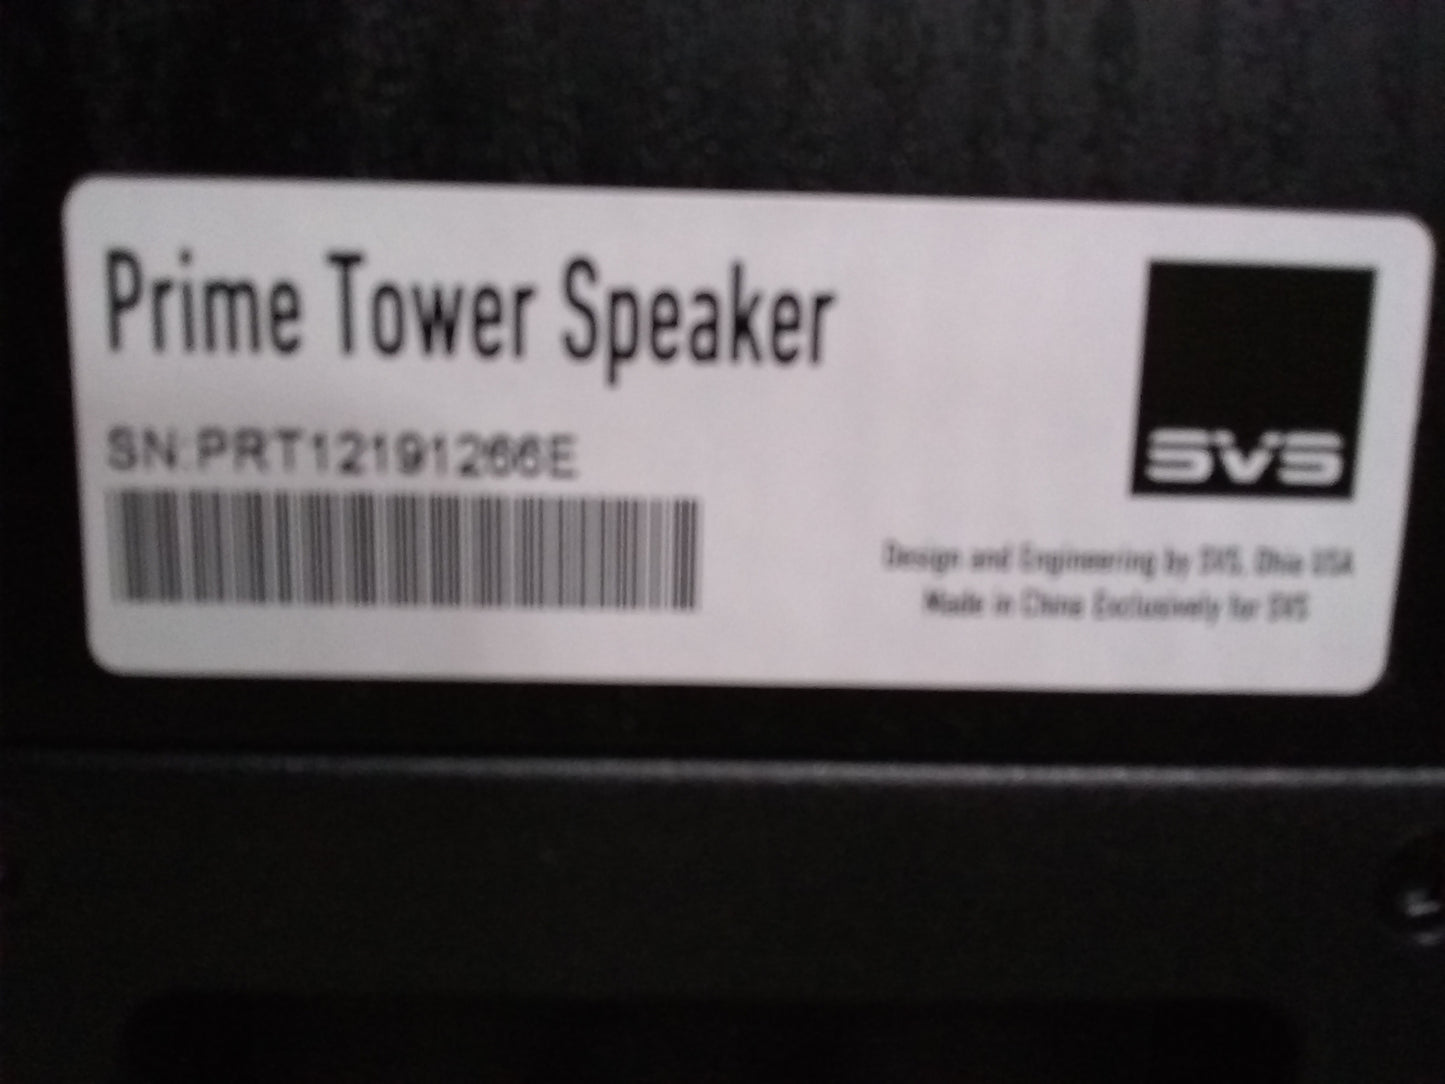 Prime Tower Speaker
SN:PRT12191266E
SVS
Design and Engineering by SVS, Ohio USA
Made in China Exclusively for SVS